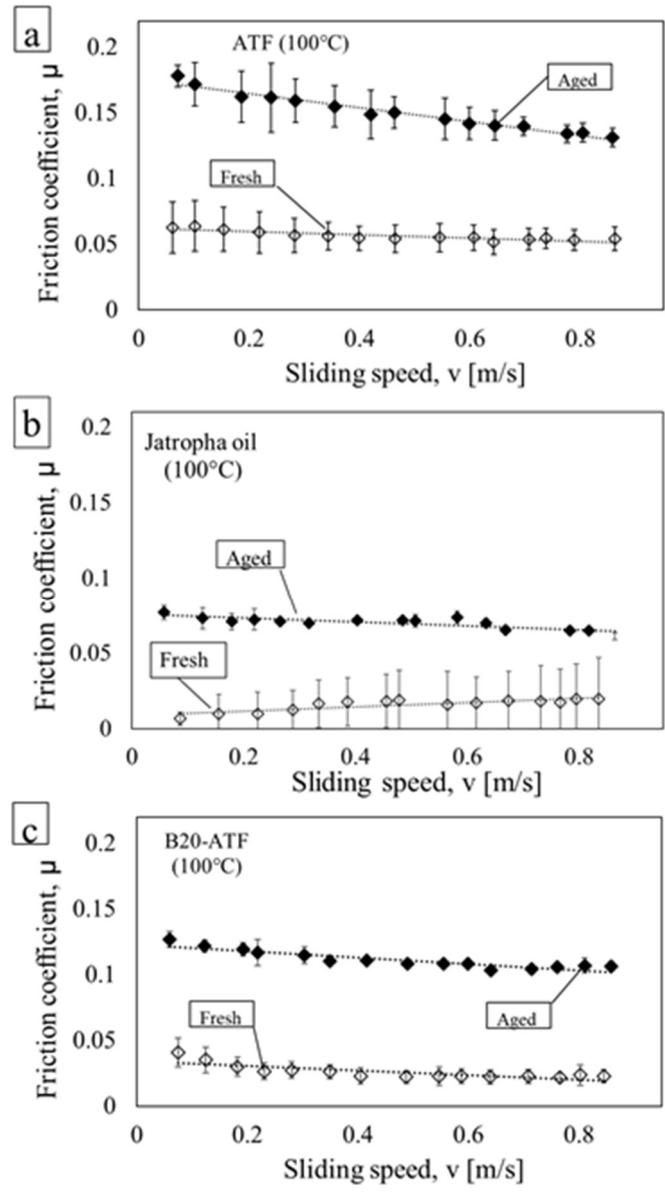 a
ATF (100°C)
Friction coefficient, μ
0.2
0.15
0.1
0.05
0
Aged
Fresh
0
0.2
0.4
0.6
0.8
Sliding speed, v [m/s]
b
Jatropha oil
(100°C)
Friction coefficient, μ
0.2
0.15
0.1
0.05
0
Aged
Fresh
0
0.2
0.4
0.6
0.8
Sliding speed, v [m/s]
c
B20-ATF
(100°C)
Friction coefficient, μ
0.2
0.15
0.1
0.05
0
Fresh
Aged
0
0.2
0.4
0.6
0.8
Sliding speed, v [m/s]